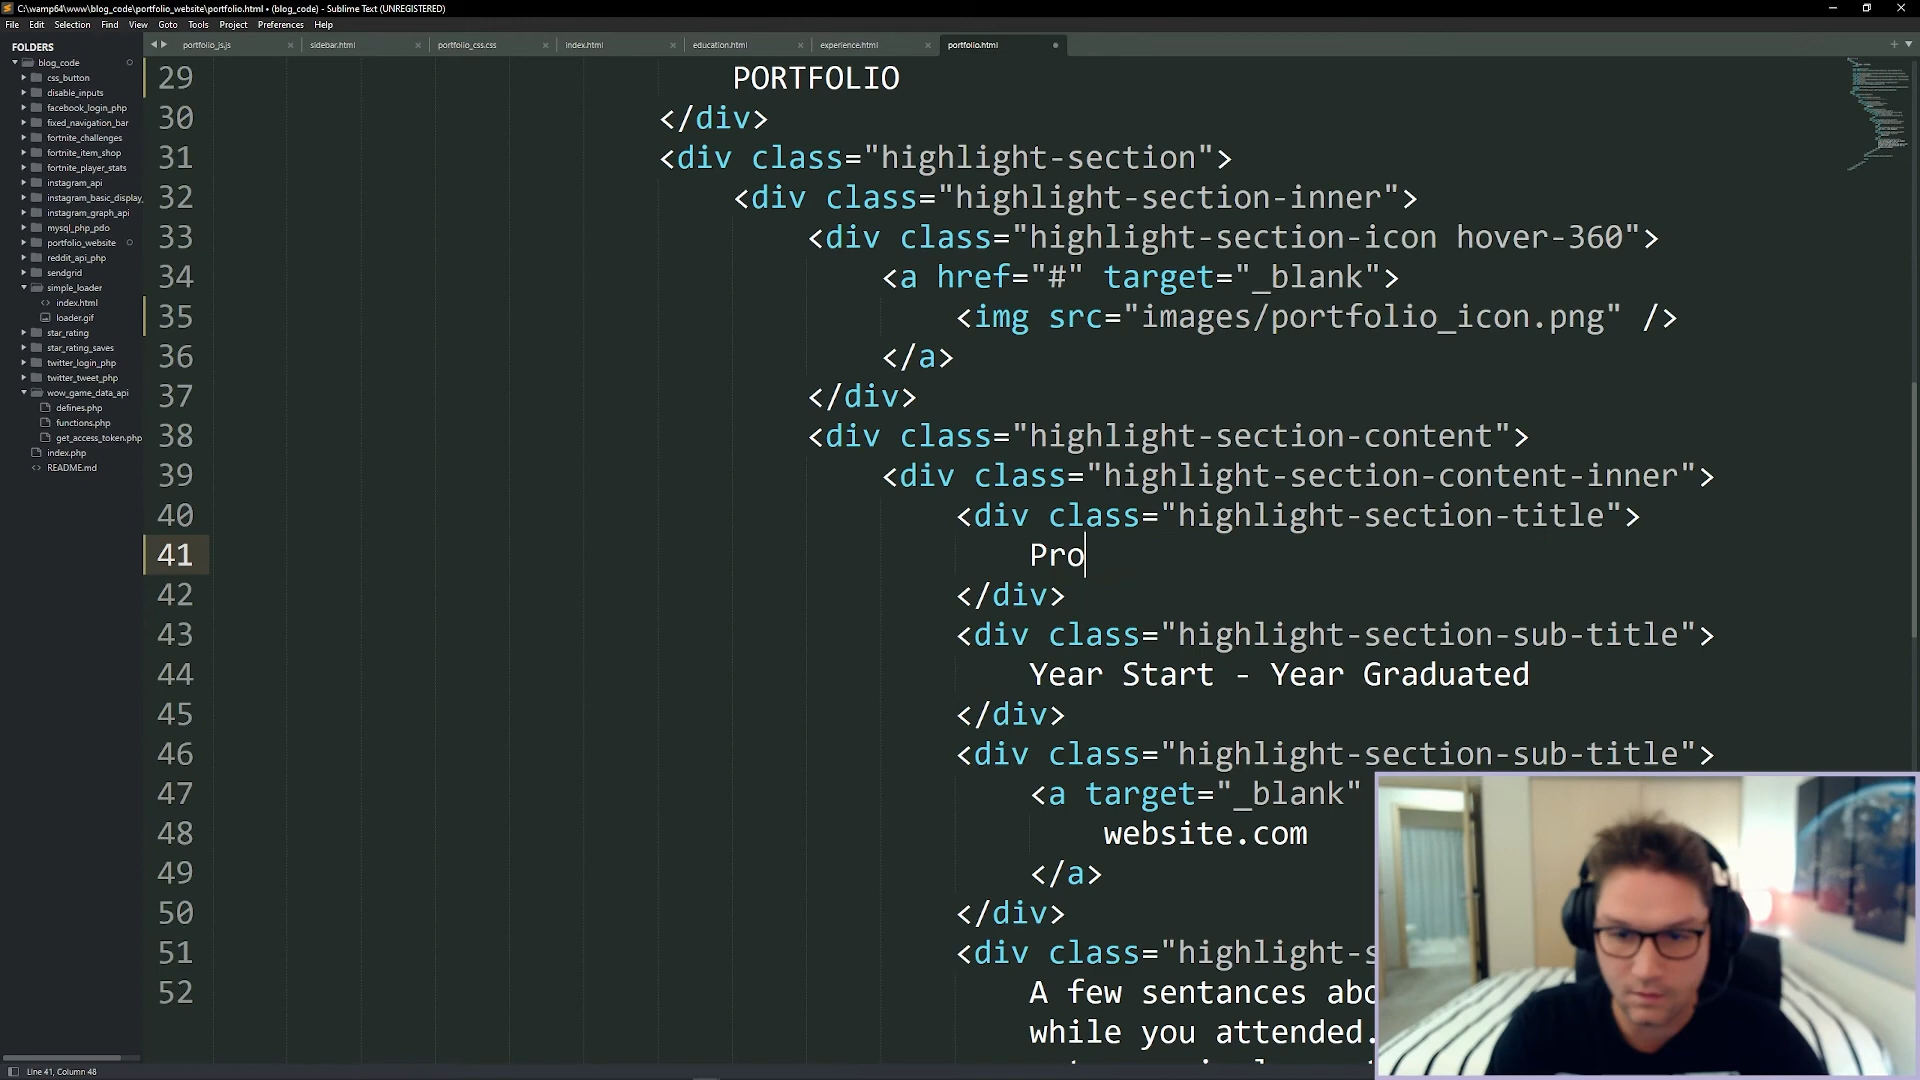 C:\wamp64\www\blog_code\portfolio_website\portfolio.html • (blog_code) - Sublime Text (UNREGISTERED)
File Edit Selection Find View Goto Tools Project Preferences Help
FOLDERS
blog_code
css_button
disable_inputs
facebook_login_php
fixed_navigation_bar
fortnite_challenges
fortnite_item_shop
fortnite_player_stats
instagram_api
instagram_basic_display_
instagram_graph_api
mysql_php_pdo
portfolio_website
reddit_api_php
sendgrid
simple_loader
index.html
loader.gif
star_rating
star_rating_saves
twitter_login_php
twitter_tweet_php
wow_game_data_api
defines.php
functions.php
get_access_token.php
index.php
README.md
portfolio_js.js sidebar.html portfolio_css.css index.html education.html experience.html portfolio.html
29 PORTFOLIO
30 </div>
31 <div class="highlight-section">
32 <div class="highlight-section-inner">
33 <div class="highlight-section-icon hover-360">
34 <a href="#" target="_blank">
35 <img src="images/portfolio_icon.png" />
36 </a>
37 </div>
38 <div class="highlight-section-content">
39 <div class="highlight-section-content-inner">
40 <div class="highlight-section-title">
41 Pro
42 </div>
43 <div class="highlight-section-sub-title">
44 Year Start - Year Graduated
45 </div>
46 <div class="highlight-section-sub-title">
47 <a target="_blank"
48 website.com
49 </a>
50 </div>
51 <div class="highlight-s
52 A few sentances abo
while you attended.
Line 41, Column 48